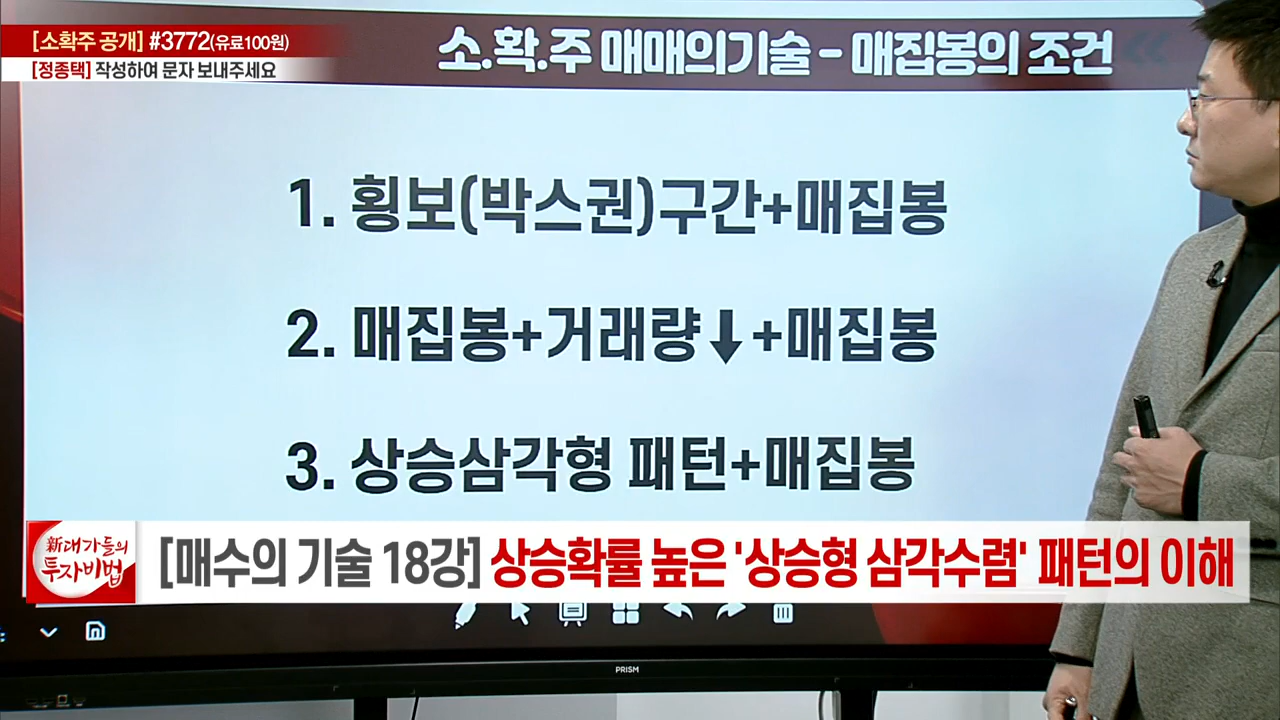 [소확주 공개] #3772(유료100원)
[정종택] 작성하여 문자 보내주세요
소.확.주 매매의기술 - 매집봉의 조건
1. 횡보(박스권)구간+매집봉
2. 매집봉+거래량↓+매집봉
3. 상승삼각형 패턴+매집봉
新대가들의
투자비법
[매수의 기술 18강] 상승확률 높은 '상승형 삼각수렴' 패턴의 이해
PRISM